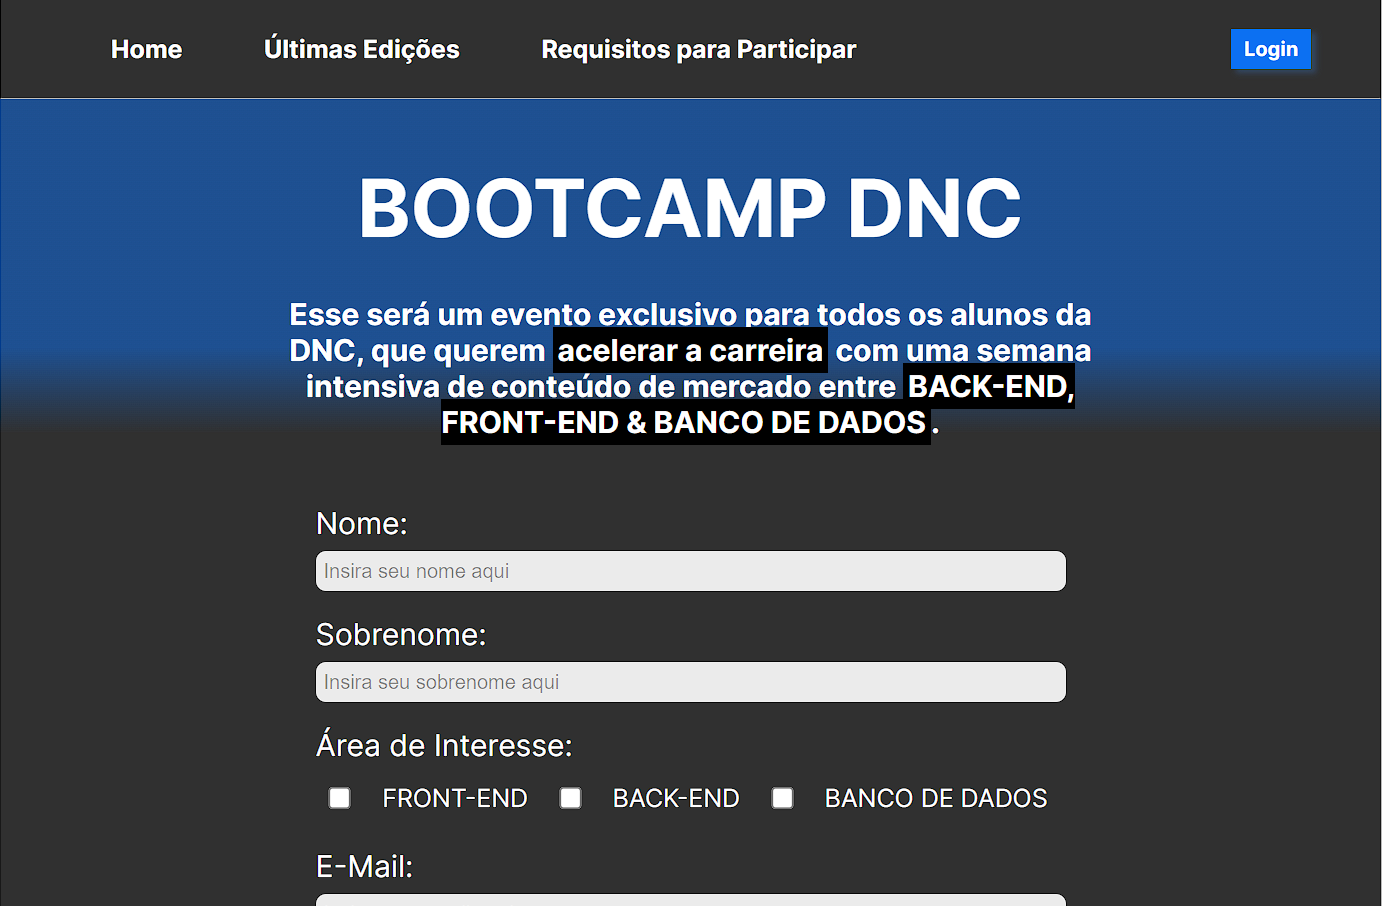 Home Últimas Edições Requisitos para Participar Login
BOOTCAMP DNC
Esse será um evento exclusivo para todos os alunos da
DNC, que querem acelerar a carreira com uma semana
intensiva de conteúdo de mercado entre BACK-END,
FRONT-END & BANCO DE DADOS .
Nome:
Insira seu nome aqui
Sobrenome:
Insira seu sobrenome aqui
Área de Interesse:
FRONT-END BACK-END BANCO DE DADOS
E-Mail: